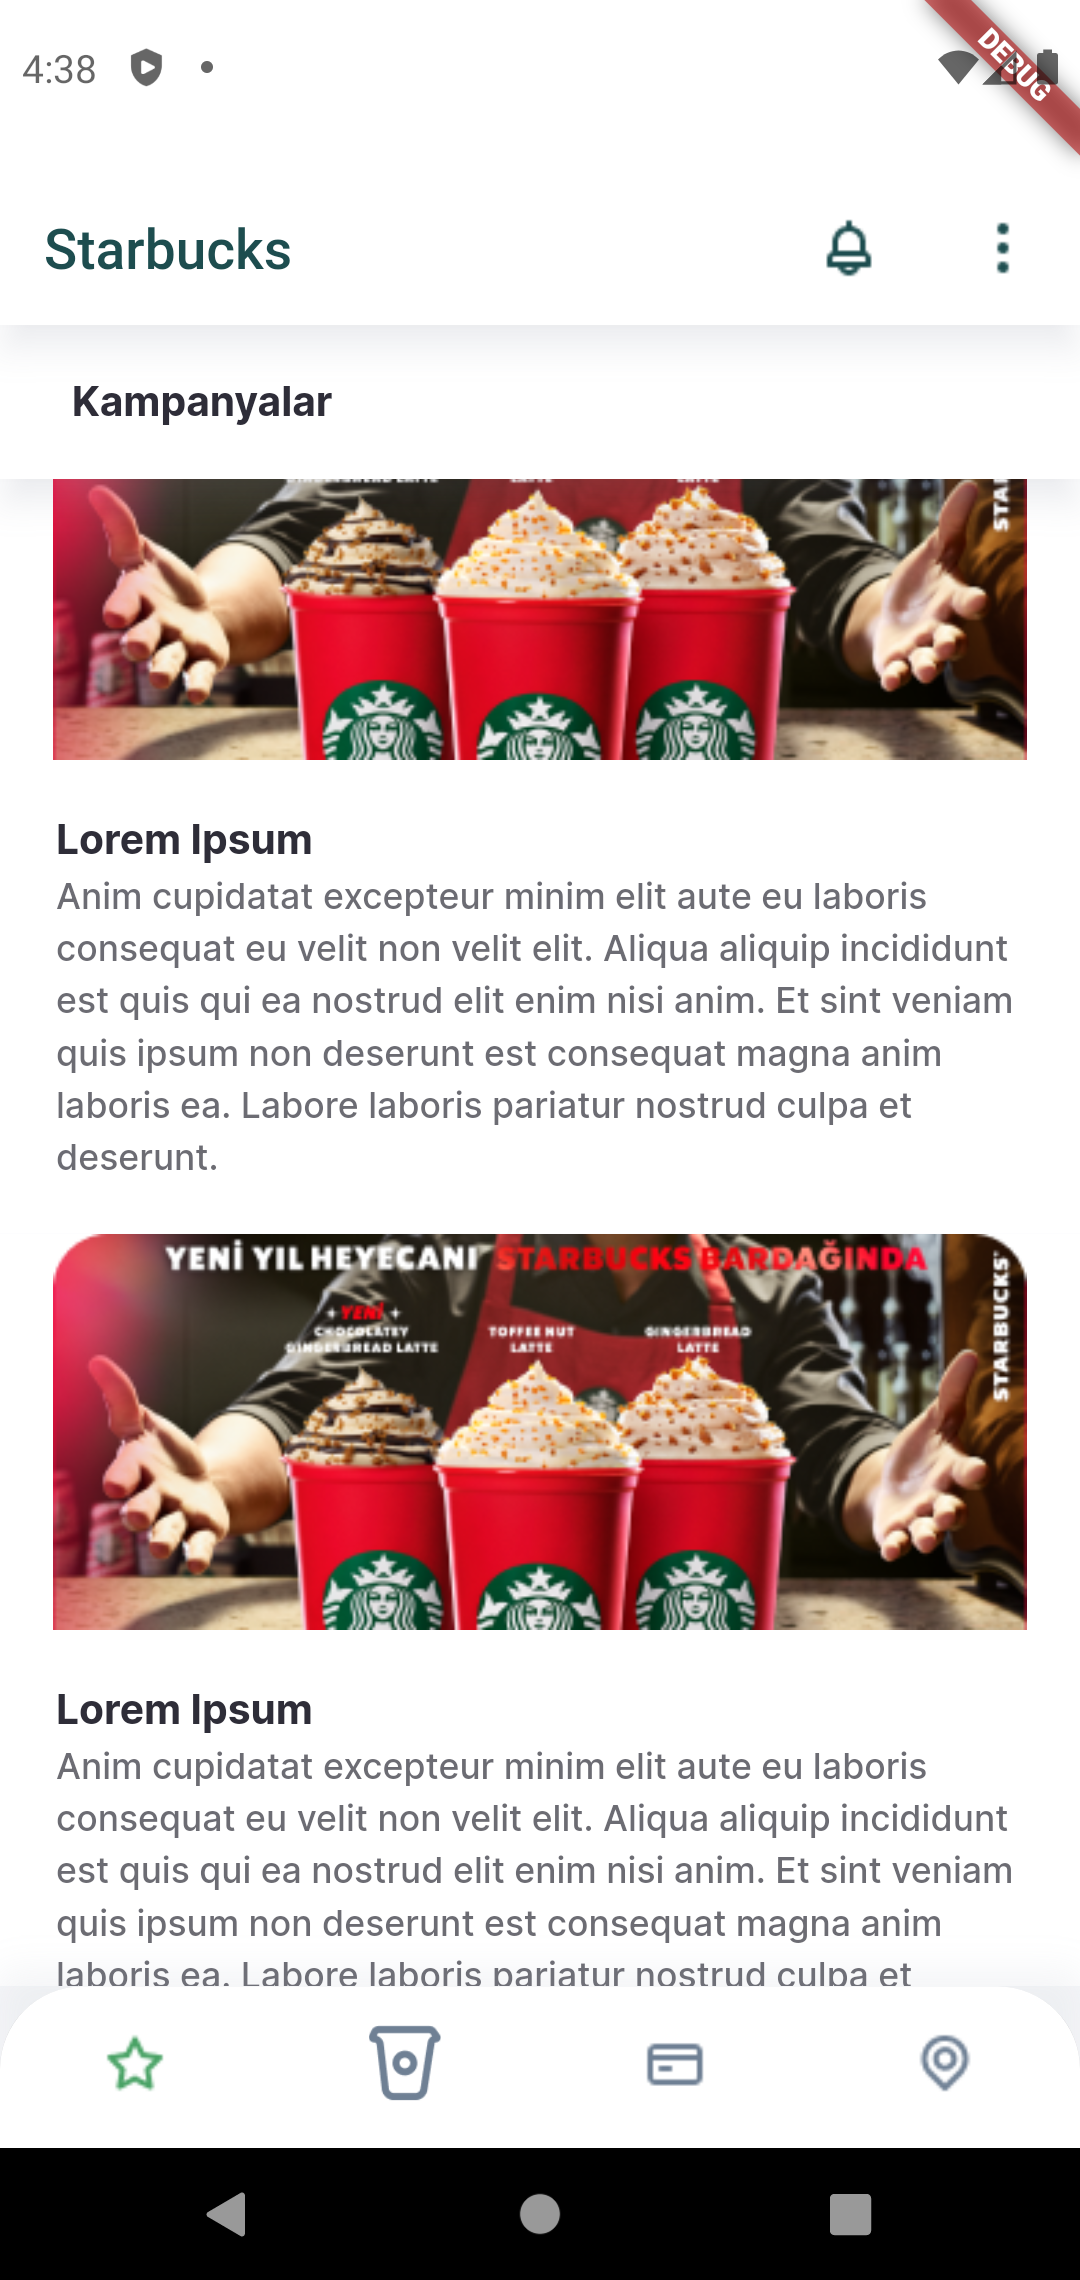 4:38
DEBUG
Starbucks
Kampanyalar
Lorem Ipsum
Anim cupidatat excepteur minim elit aute eu laboris
consequat eu velit non velit elit. Aliqua aliquip incididunt
est quis qui ea nostrud elit enim nisi anim. Et sint veniam
quis ipsum non deserunt est consequat magna anim
laboris ea. Labore laboris pariatur nostrud culpa et
deserunt.
YENİ YIL HEYECANI STARBUCKS BARDAĞINDA
+ YENİ +
CHOCOLATEY
GINGERBREAD LATTE
TOFFEE NUT
LATTE
GINGERBREAD
LATTE
STARBUCKS
Lorem Ipsum
Anim cupidatat excepteur minim elit aute eu laboris
consequat eu velit non velit elit. Aliqua aliquip incididunt
est quis qui ea nostrud elit enim nisi anim. Et sint veniam
quis ipsum non deserunt est consequat magna anim
laboris ea. Labore laboris pariatur nostrud culpa et